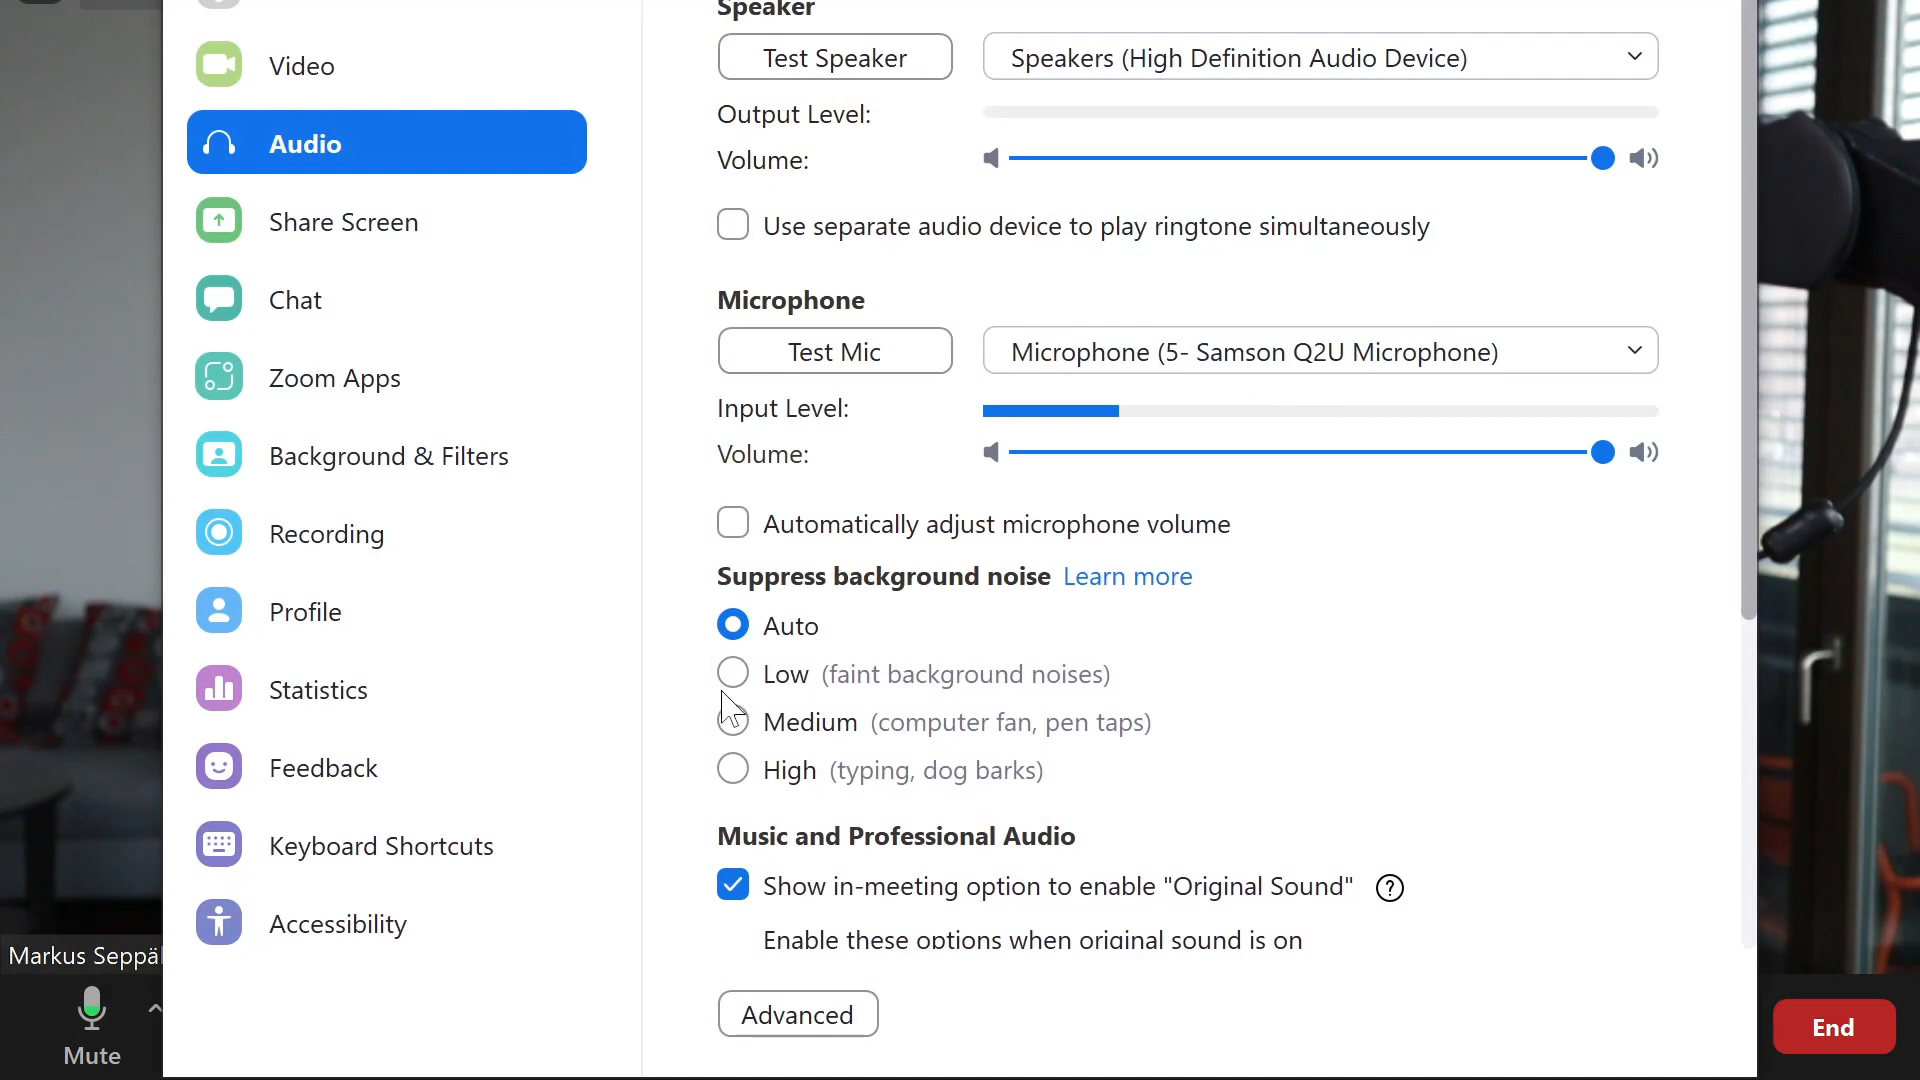 Speaker
Video
Test Speaker
Speakers (High Definition Audio Device)
Output Level:
Audio
Volume:
Share Screen
Use separate audio device to play ringtone simultaneously
Chat
Microphone
Test Mic
Microphone (5- Samson Q2U Microphone)
Zoom Apps
Input Level:
Background & Filters
Volume:
Recording
Automatically adjust microphone volume
Suppress background noise Learn more
Profile
Auto
Low (faint background noises)
Statistics
Medium (computer fan, pen taps)
Feedback
High (typing, dog barks)
Music and Professional Audio
Keyboard Shortcuts
Show in-meeting option to enable "Original Sound"
Accessibility
Enable these options when original sound is on
Markus Seppäl
Advanced
End
Mute